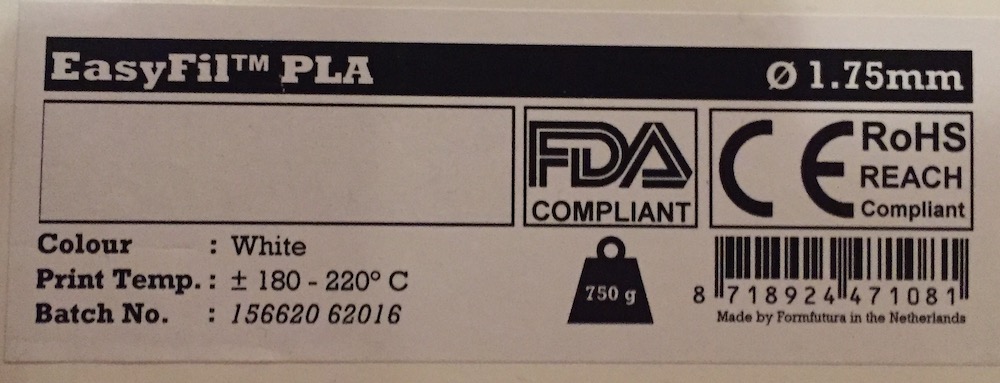 EasyFil™ PLA Ø 1.75mm
FDA
COMPLIANT
CE RoHS
REACH
Compliant
Colour : White
Print Temp. : ± 180 - 220° C
Batch No. : 156620 62016
750 g
8 718924 471081
Made by Formfutura in the Netherlands